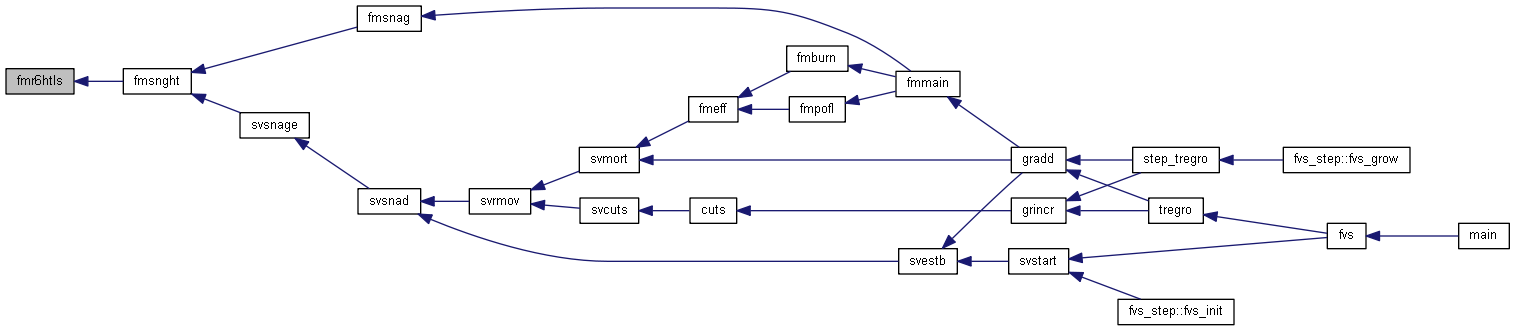 fmr6htls
fmsnght
fmsnag
svsnage
svsnad
svrmov
svmort
svcuts
fmeff
cuts
fmburn
fmpofl
fmmain
svestb
gradd
grincr
svstart
step_tregro
tregro
fvs_step::fvs_init
fvs_step::fvs_grow
fvs
main